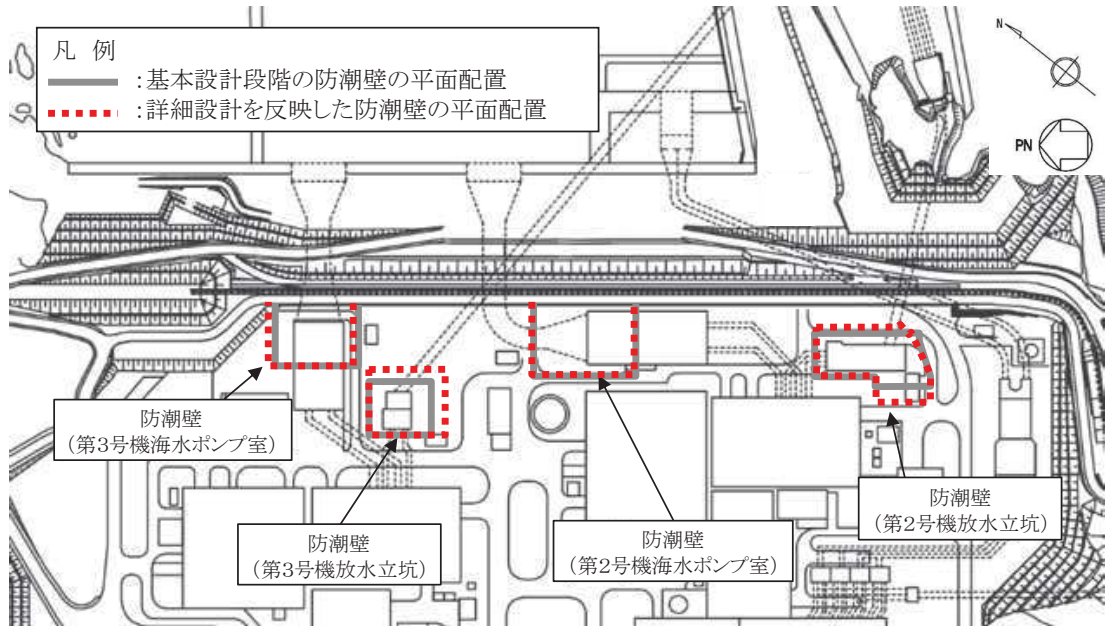 凡 例
:基本設計段階の防潮壁の平面配置
:詳細設計を反映した防潮壁の平面配置
N
PN
防潮壁
(第3号機海水ポンプ室)
防潮壁
(第3号機放水立坑)
防潮壁
(第2号機海水ポンプ室)
防潮壁
(第2号機放水立坑)